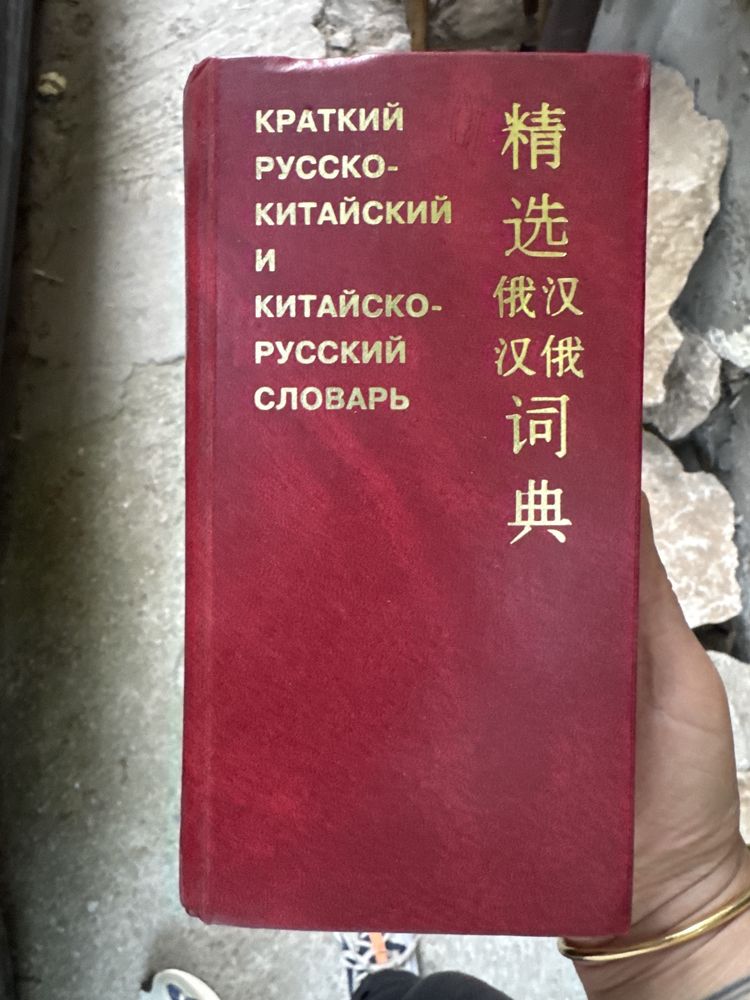 КРАТКИЙ
РУССКО-
КИТАЙСКИЙ
И
КИТАЙСКО-
РУССКИЙ
СЛОВАРЬ
精
选
俄汉
汉俄
词
典